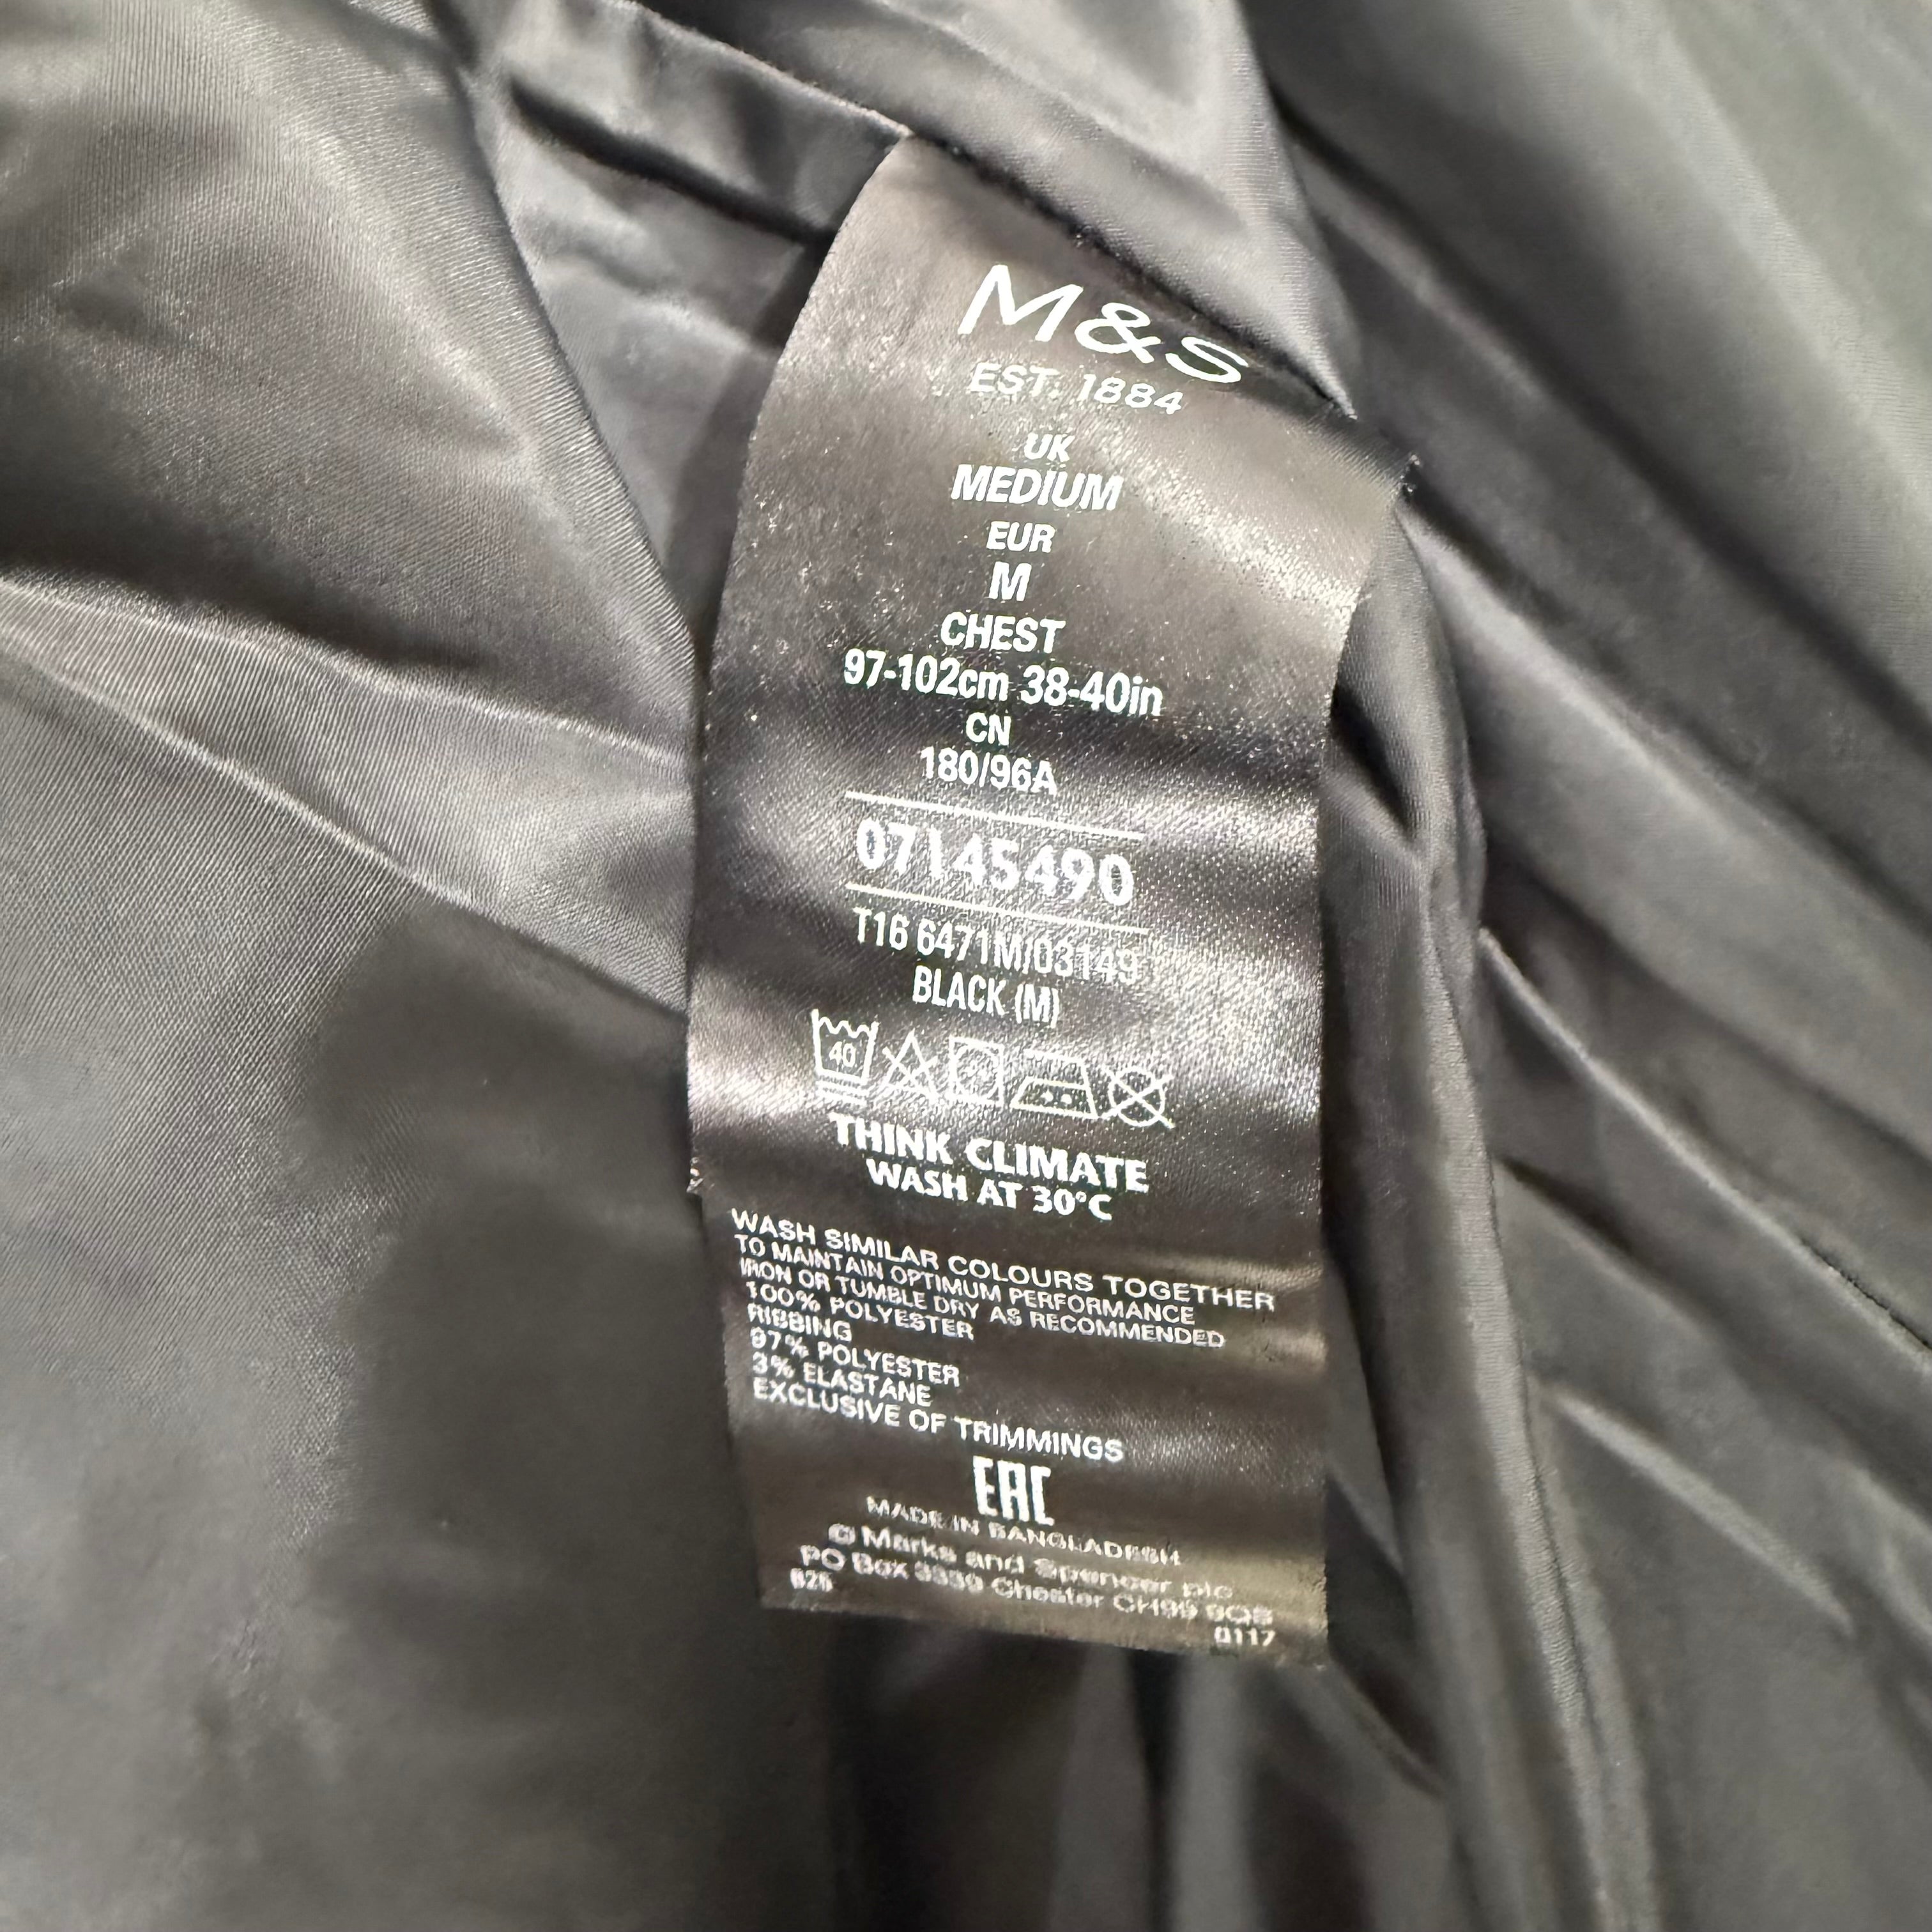 M&S
EST. 1884
UK
MEDIUM
EUR
M
CHEST
97-102cm 38-40in
CN
180/96A
07145490
T16 6471M/03149
BLACK (M)
40
THINK CLIMATE
WASH AT 30°C
WASH SIMILAR COLOURS TOGETHER
TO MAINTAIN OPTIMUM PERFORMANCE
IRON OR TUMBLE DRY AS RECOMMENDED
100% POLYESTER
RIBBING
97% POLYESTER
3% ELASTANE
EXCLUSIVE OF TRIMMINGS
EAC
MADE IN BANGLADESH
© Marks and Spencer plc
PO Box 3339 Chester CH99 9QS
0117